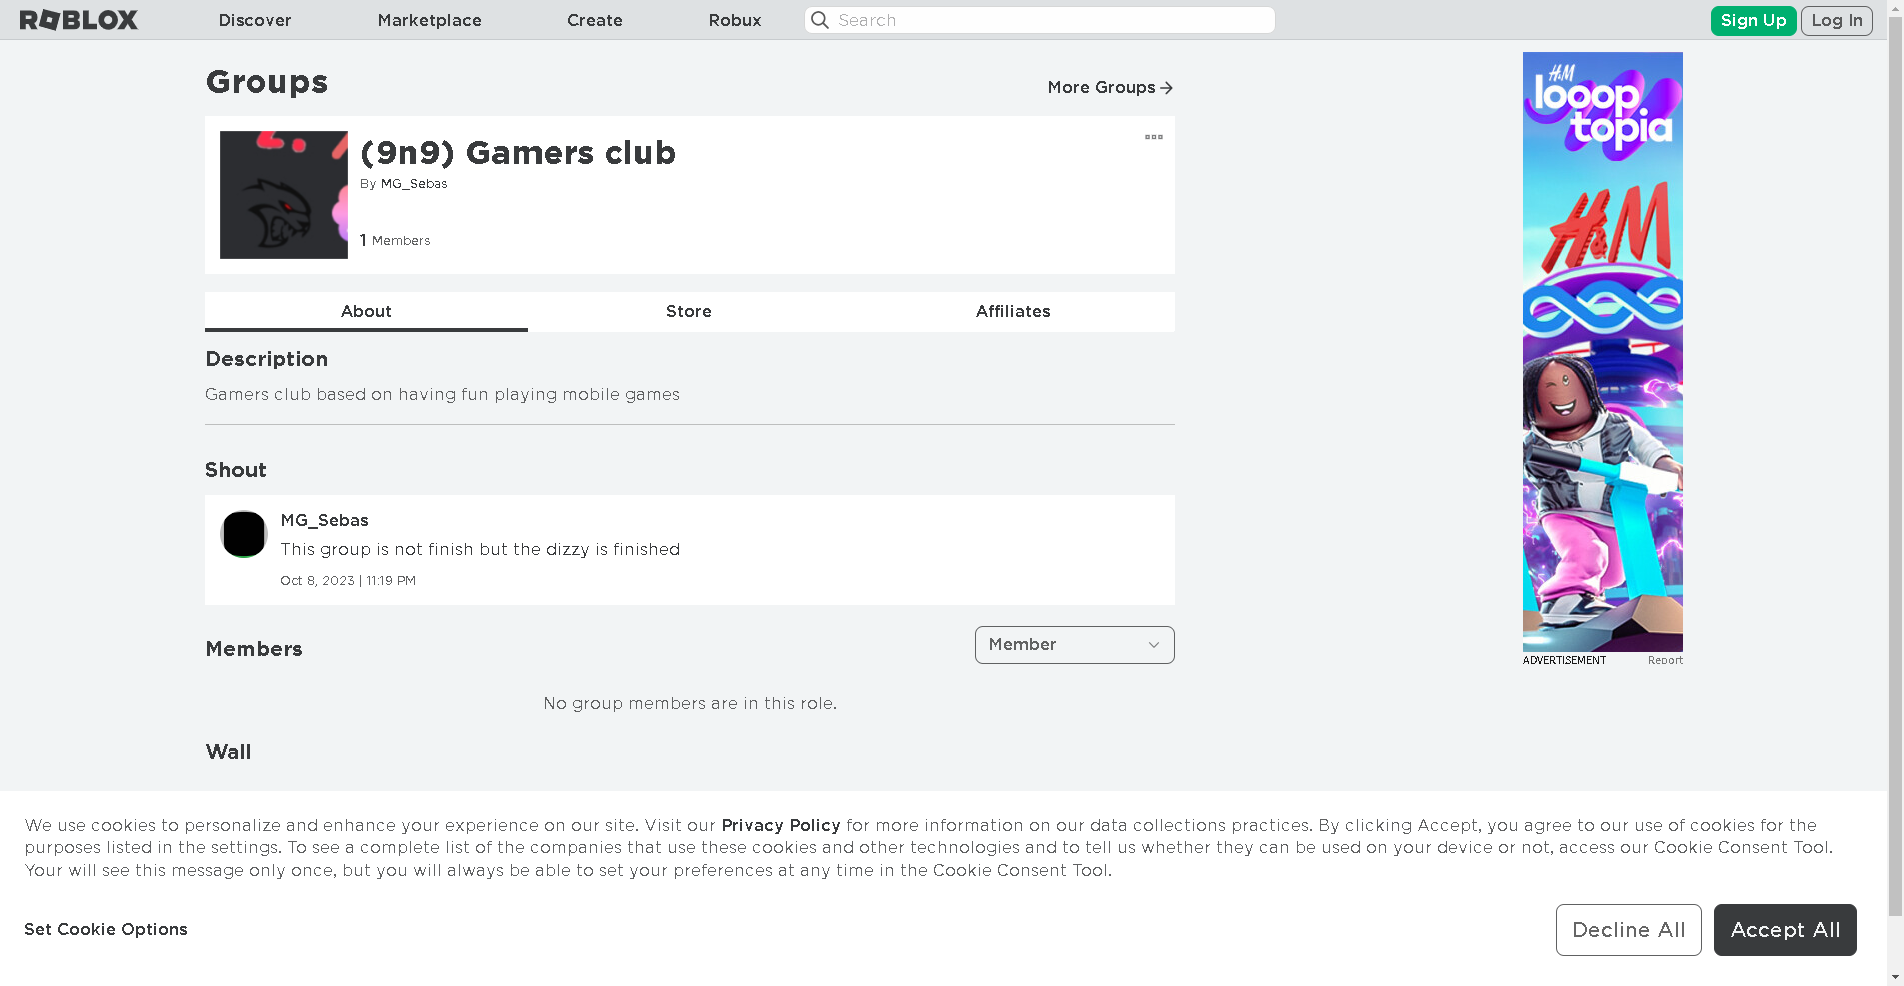 ROBLOX
Discover
Marketplace
Create
Robux
Search
Sign Up
Log In
Groups
More Groups
(9n9) Gamers club
By MG_Sebas
1 Members
About
Store
Affiliates
Description
Gamers club based on having fun playing mobile games
Shout
MG_Sebas
This group is not finish but the dizzy is finished
Oct 8, 2023 | 11:19 PM
Members
Member
No group members are in this role.
Wall
H&M
looop
topia
H&M
ADVERTISEMENT
Report
We use cookies to personalize and enhance your experience on our site. Visit our Privacy Policy for more information on our data collections practices. By clicking Accept, you agree to our use of cookies for the
purposes listed in the settings. To see a complete list of the companies that use these cookies and other technologies and to tell us whether they can be used on your device or not, access our Cookie Consent Tool.
Your will see this message only once, but you will always be able to set your preferences at any time in the Cookie Consent Tool.
Set Cookie Options
Decline All
Accept All